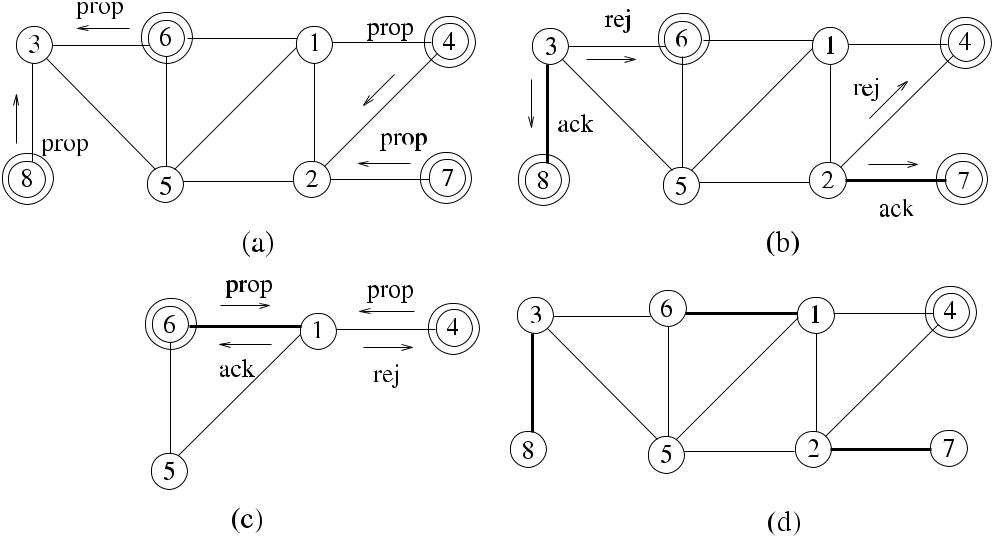 prop
prop
rej
3 6 1 4
3 6 1 4
prop
prop
rej
ack
ack
8 5 2 7
8 5 2 7
(a)
(b)
prop
prop
6 1 4
3 6 1 4
ack
rej
5
8 5 2 7
(c)
(d)